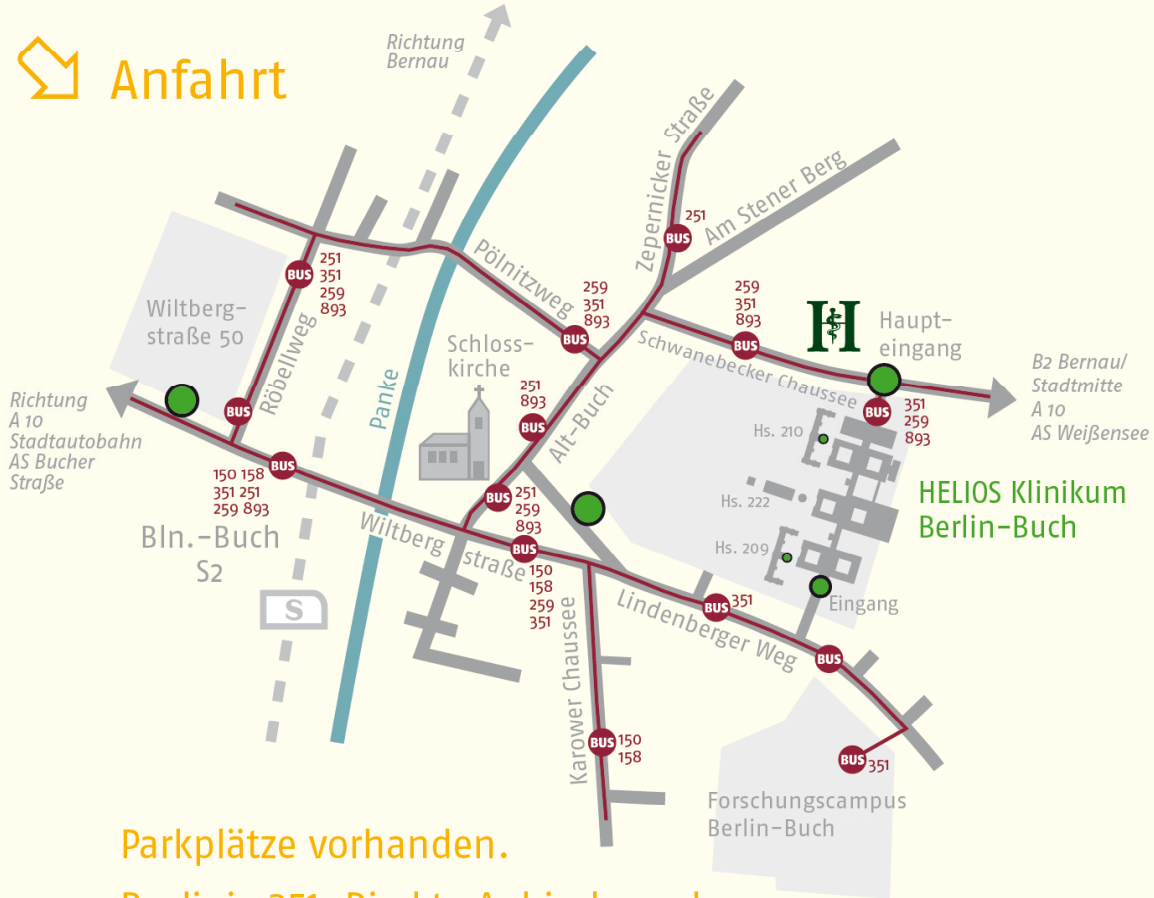 Anfahrt
Richtung
Bernau
Zepernicker Straße
Am Stener Berg
BUS 251
Pölnitzweg
259
351
893
BUS
259
351
893
BUS
Schwanebecker Chaussee
H
Haupt-
eingang
B2 Bernau/
Stadtmitte
A 10
AS Weißensee
BUS
351
259
893
BUS
251
351
259
893
Wiltberg-
straße 50
Röbellweg
BUS
Panke
Schloss-
kirche
251
893
BUS
Alt-Buch
Richtung
A 10
Stadtautobahn
AS Bucher
Straße
BUS
150 158
351 251
259 893
Bln.-Buch
S2
S
BUS
251
259
893
Wiltberg straße
BUS
150
158
259
351
Hs. 210
Hs. 222
Hs. 209
HELIOS Klinikum
Berlin-Buch
Eingang
BUS 351
Lindenberger Weg
BUS
Karower Chaussee
BUS
150
158
BUS 351
Forschungscampus
Berlin-Buch
Parkplätze vorhanden.